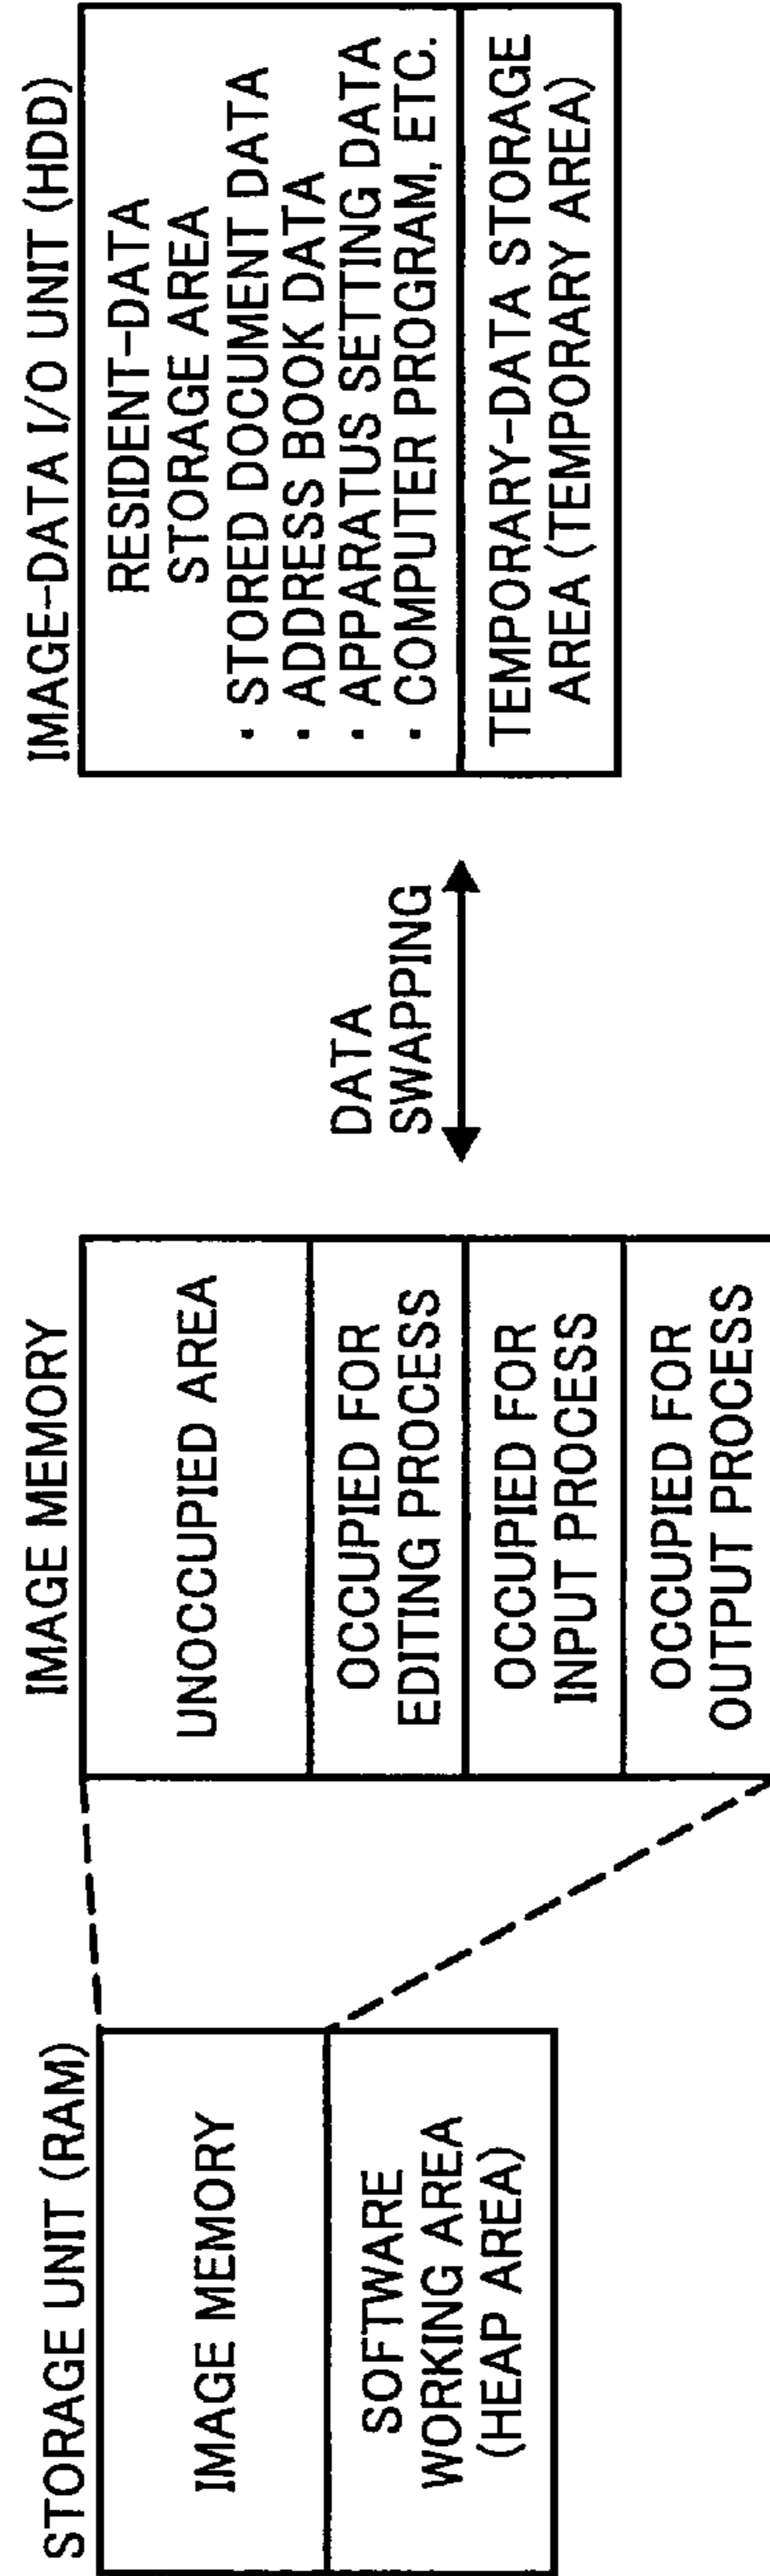 STORAGE UNIT (RAM)
IMAGE MEMORY
SOFTWARE
WORKING AREA
(HEAP AREA)
IMAGE MEMORY
UNOCCUPIED AREA
OCCUPIED FOR
EDITING PROCESS
OCCUPIED FOR
INPUT PROCESS
OCCUPIED FOR
OUTPUT PROCESS
DATA
SWAPPING
IMAGE-DATA I/O UNIT (HDD)
RESIDENT-DATA
STORAGE AREA
· STORED DOCUMENT DATA
· ADDRESS BOOK DATA
· APPARATUS SETTING DATA
· COMPUTER PROGRAM, ETC.
TEMPORARY-DATA STORAGE
AREA (TEMPORARY AREA)